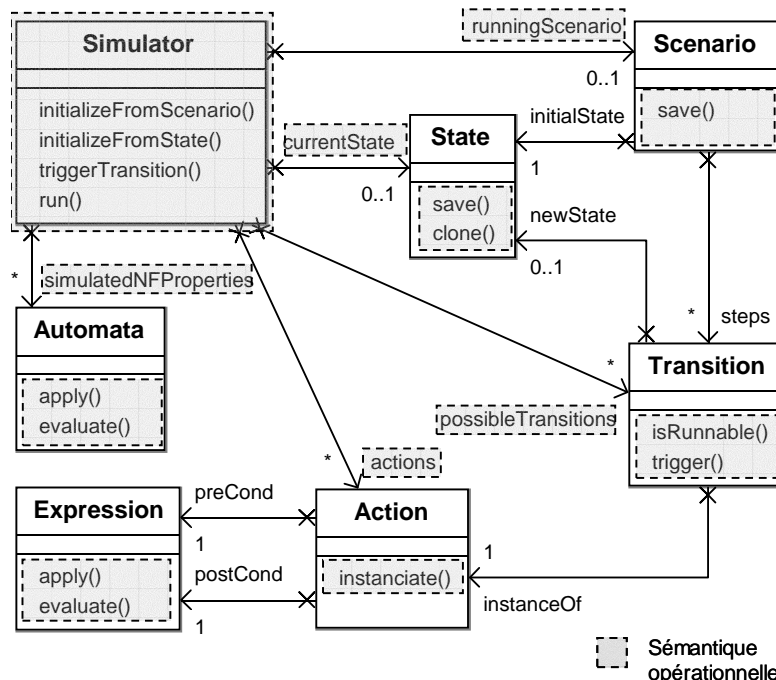 Simulator
initializeFromScenario()
initializeFromState()
triggerTransition()
run()
runningScenario
0..1
Scenario
save()
currentState
0..1
State
save()
clone()
initialState
1
newState
0..1
*
simulatedNFProperties
Automata
apply()
evaluate()
*
possibleTransitions
*
steps
Transition
isRunnable()
trigger()
*
actions
Expression
apply()
evaluate()
preCond
1
postCond
1
Action
instanciate()
1
instanceOf
Sémantique
opérationnelle